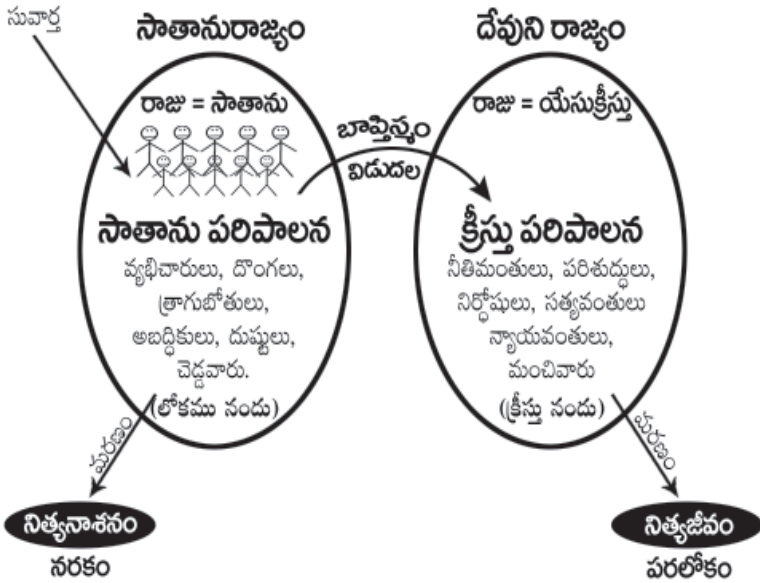 సువార్త
సాతానురాజ్యం
రాజు = సాతాను
సాతాను పరిపాలన
వ్యభిచారులు, దొంగలు,
త్రాగుబోతులు,
అబద్ధికులు, దుష్టులు,
చెడ్డవారు.
(లోకము నందు)
మరణం
నిత్యనాశనం
నరకం
బాప్తిస్మం
విడుదల
దేవుని రాజ్యం
రాజు = యేసుక్రీస్తు
క్రీస్తు పరిపాలన
నీతిమంతులు, పరిశుద్ధులు,
నిర్ధోషులు, సత్యవంతులు
న్యాయవంతులు,
మంచివారు
(క్రీస్తు నందు)
మరణం
నిత్యజీవం
పరలోకం